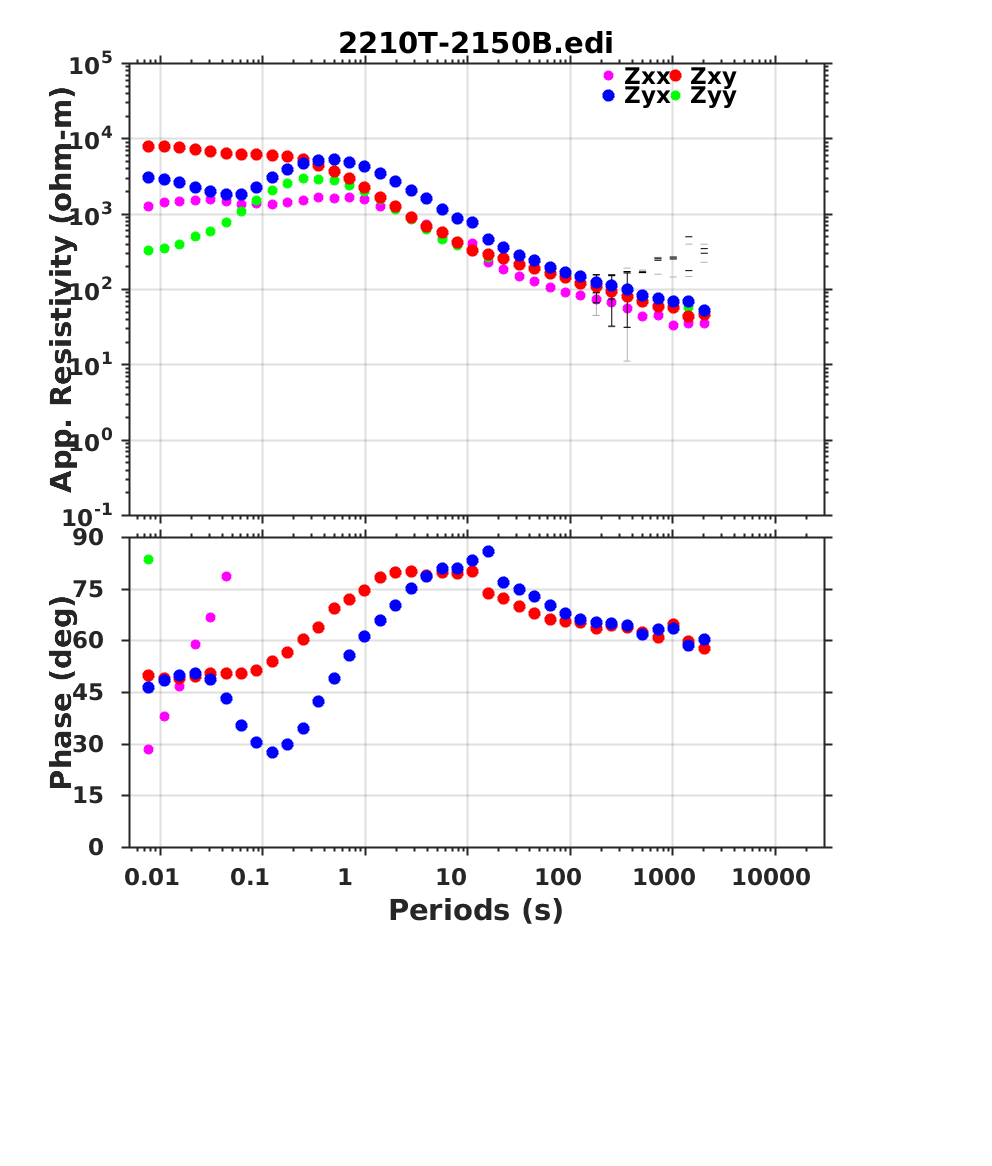 2210T-2150B.edi
Zxx Zxy
Zyx Zyy
App. Resistivity (ohm-m)
10^5
10^4
10^3
10^2
10^1
10^0
10^-1
Phase (deg)
90
75
60
45
30
15
0
0.01 0.1 1 10 100 1000 10000
Periods (s)